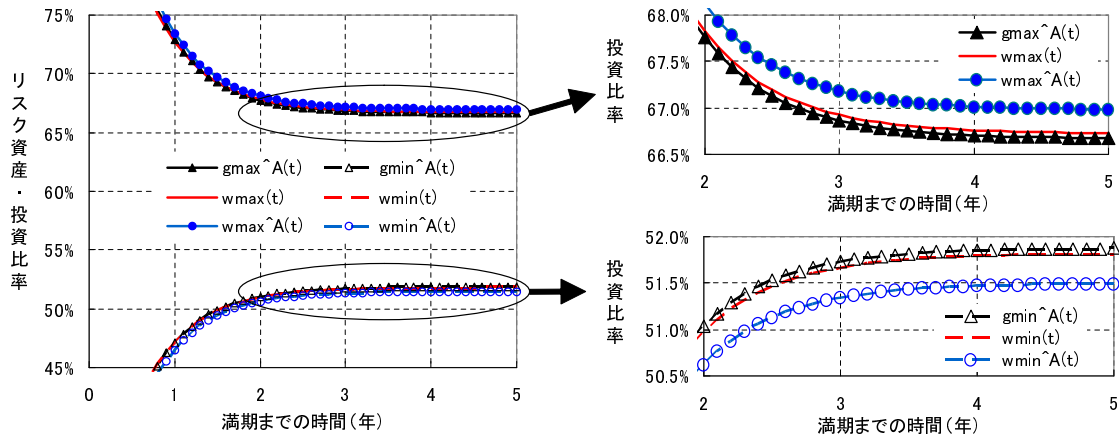 リスク資産・投資比率
75%
70%
65%
60%
55%
50%
45%
0
1
2
3
4
5
満期までの時間(年)
gmax^A(t)
gmin^A(t)
wmax(t)
wmin(t)
wmax^A(t)
wmin^A(t)
投資比率
68.0%
67.5%
67.0%
66.5%
2
3
4
5
満期までの時間(年)
gmax^A(t)
wmax(t)
wmax^A(t)
投資比率
52.0%
51.5%
51.0%
50.5%
2
3
4
5
満期までの時間(年)
gmin^A(t)
wmin(t)
wmin^A(t)